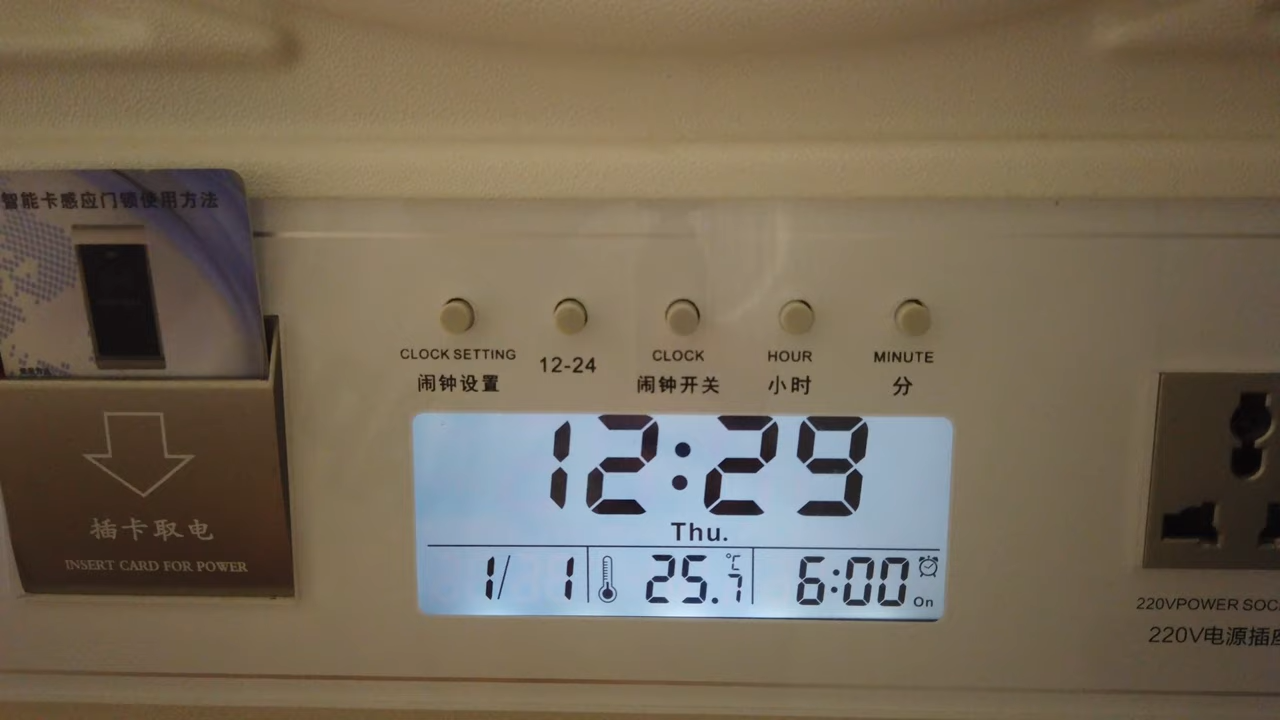 智能卡感应门锁使用方法
CLOCK SETTING
闹钟设置
12-24
CLOCK
闹钟开关
HOUR
小时
MINUTE
分
12:29
Thu.
1/ 1
25.7 ℃
6:00
On
插卡取电
INSERT CARD FOR POWER
220VPOWER
220V电源插座